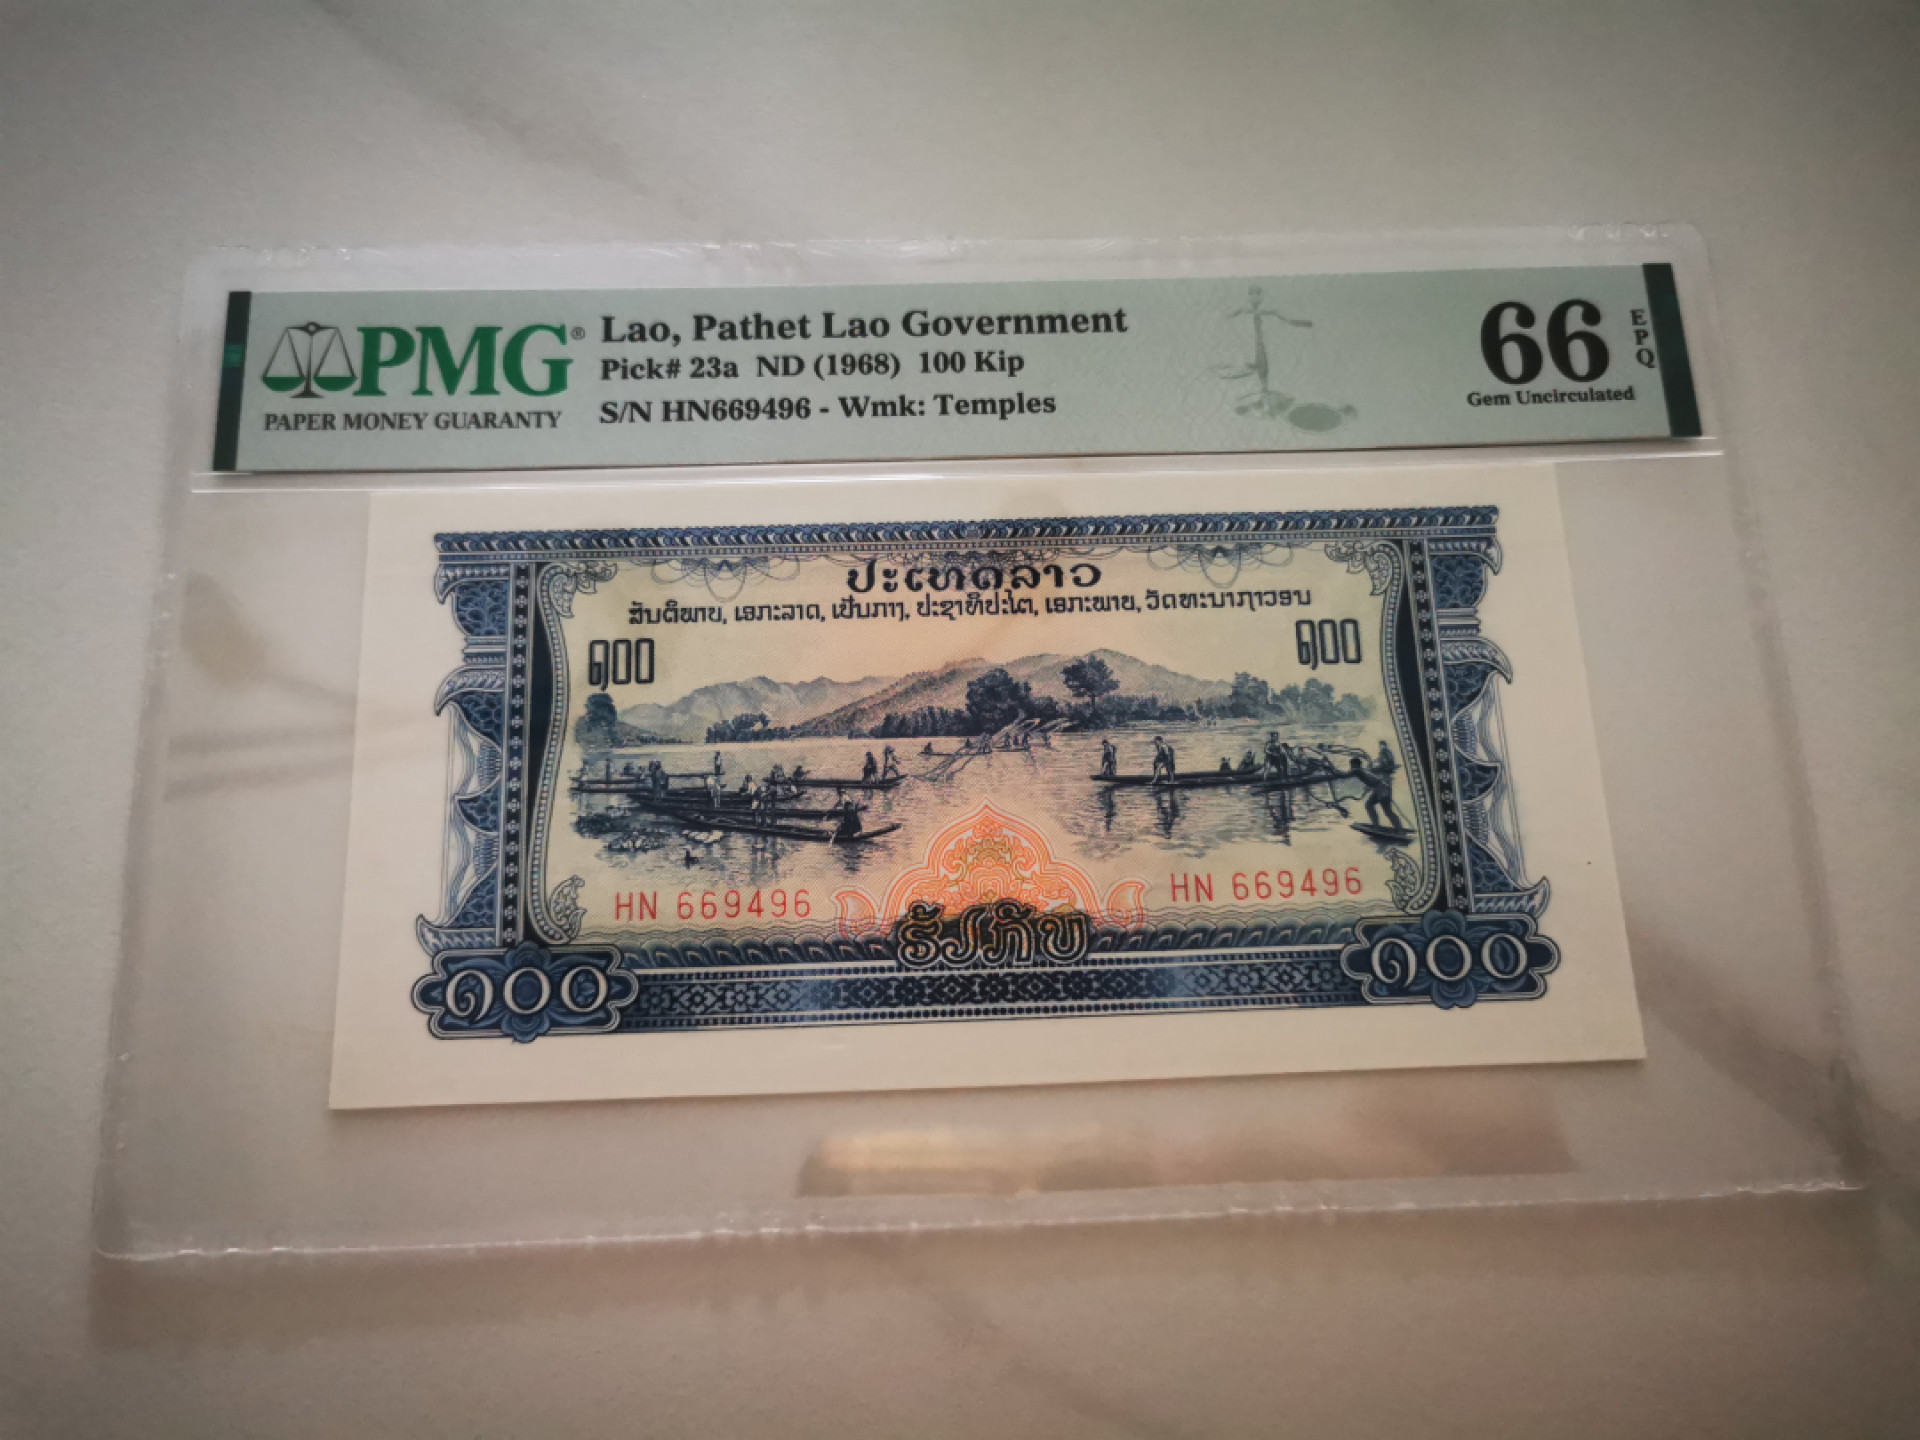 PMG®
PAPER MONEY GUARANTY
Lao, Pathet Lao Government
Pick# 23a ND (1968) 100 Kip
S/N HN669496 - Wmk: Temples
66 EPQ
Gem Uncirculated
ປະເທດລາວ
ສັນຕິພາບ, ເອກະລາດ, ເປັນກາງ, ປະຊາທິປະໄຕ, ເອກະພາບ, ວັດທະນາຖາວອນ
໑໐໐ ໑໐໐
HN 669496 HN 669496
ຮ້ອຍກີບ
໑໐໐ ໑໐໐